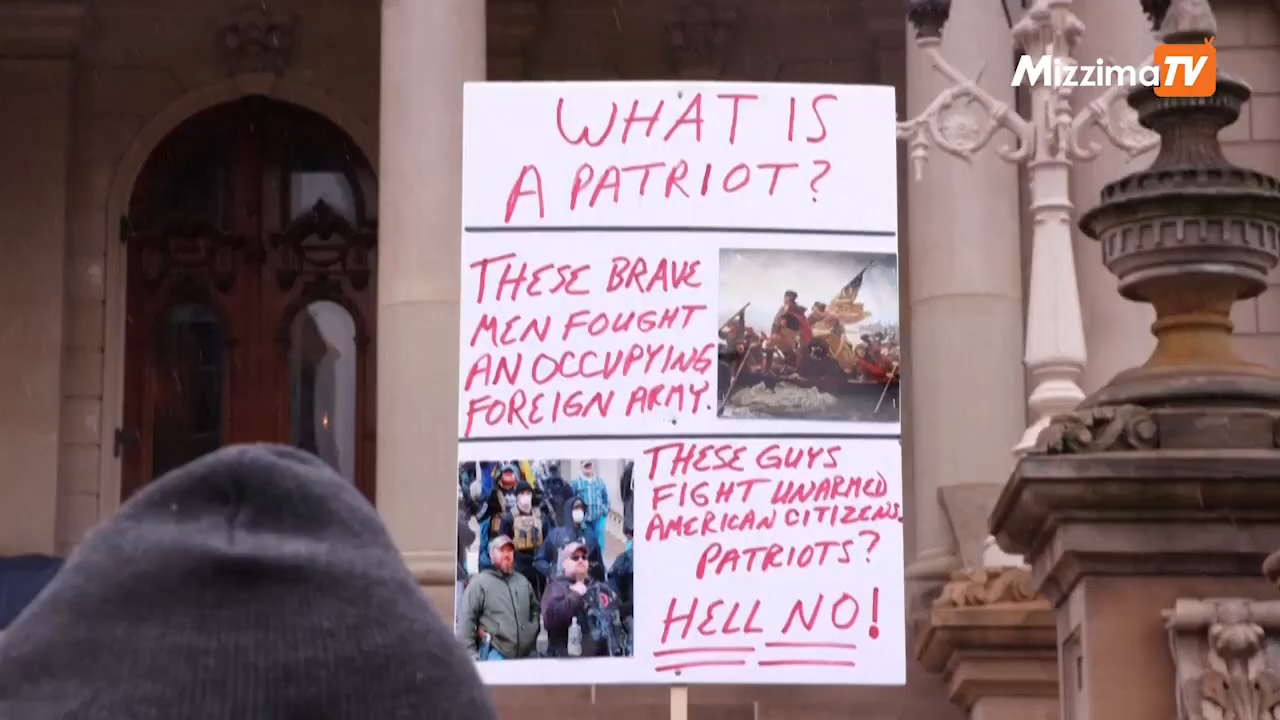 MizzimaTV
WHAT IS
A PATRIOT?
THESE BRAVE
MEN FOUGHT
AN OCCUPYING
FOREIGN ARMY.
THESE GUYS
FIGHT UNARMED
AMERICAN CITIZENS.
PATRIOTS?
HELL NO!